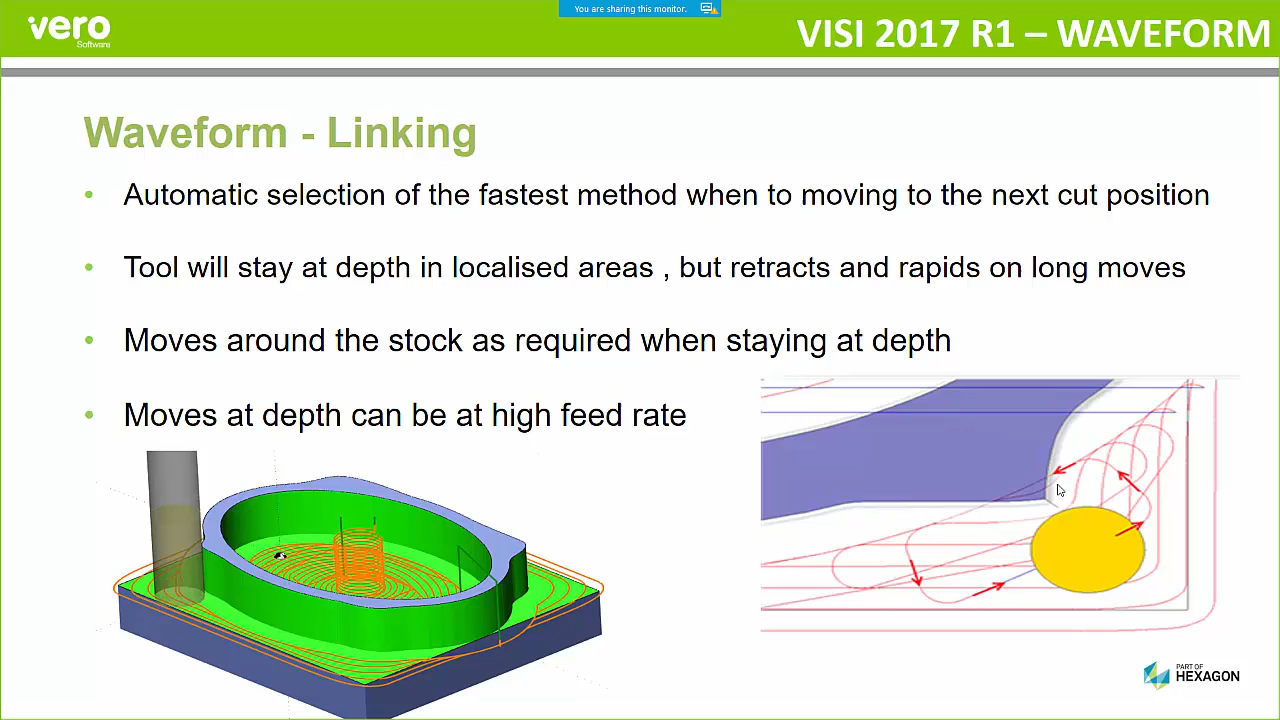 You are sharing this monitor.
vero
Software
VISI 2017 R1 – WAVEFORM
Waveform - Linking
• Automatic selection of the fastest method when to moving to the next cut position
• Tool will stay at depth in localised areas , but retracts and rapids on long moves
• Moves around the stock as required when staying at depth
• Moves at depth can be at high feed rate
PART OF
HEXAGON